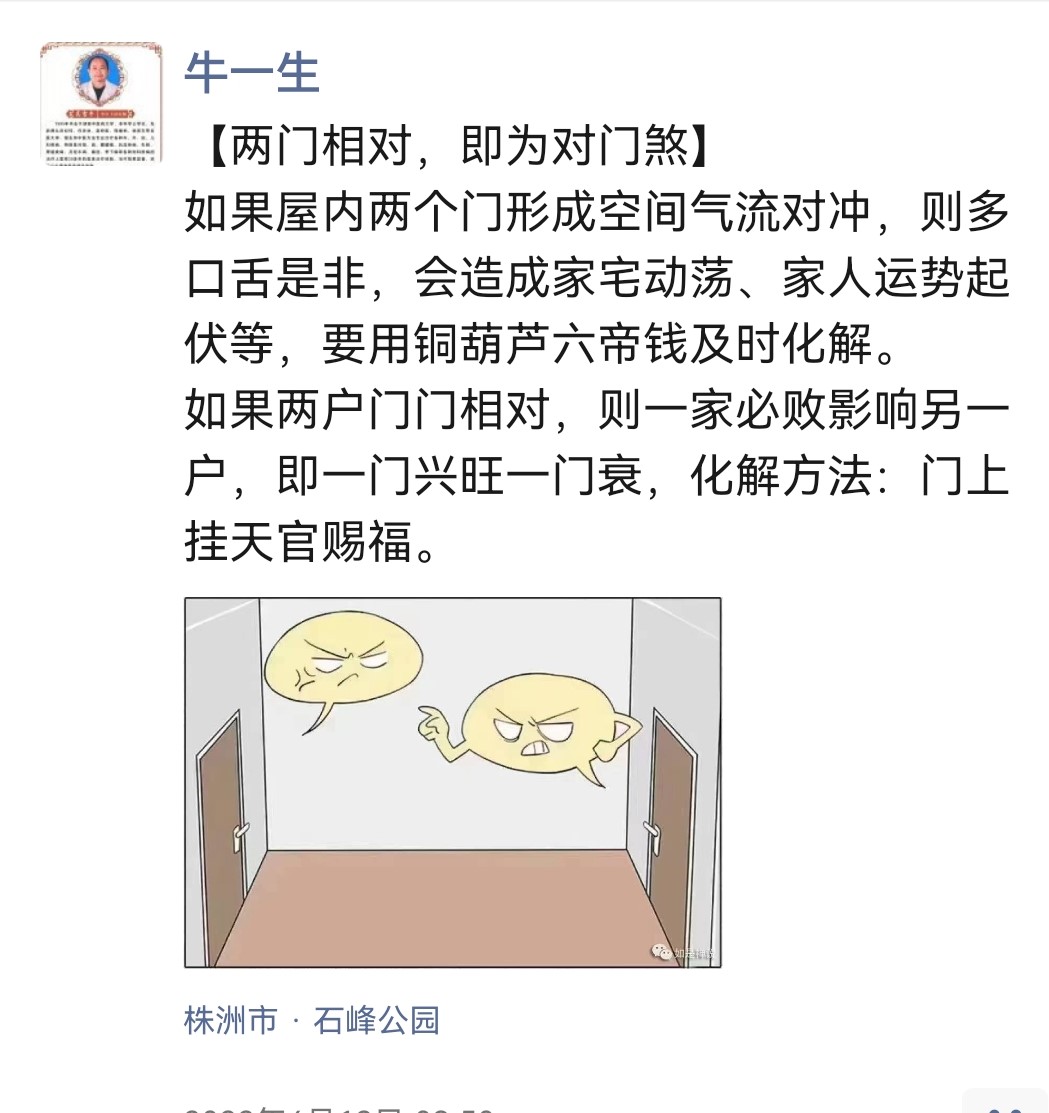 牛一生
【两门相对，即为对门煞】
如果屋内两个门形成空间气流对冲，则多
口舌是非，会造成家宅动荡、家人运势起
伏等，要用铜葫芦六帝钱及时化解。
如果两户门门相对，则一家必败影响另一
户，即一门兴旺一门衰，化解方法：门上
挂天官赐福。
株洲市 · 石峰公园